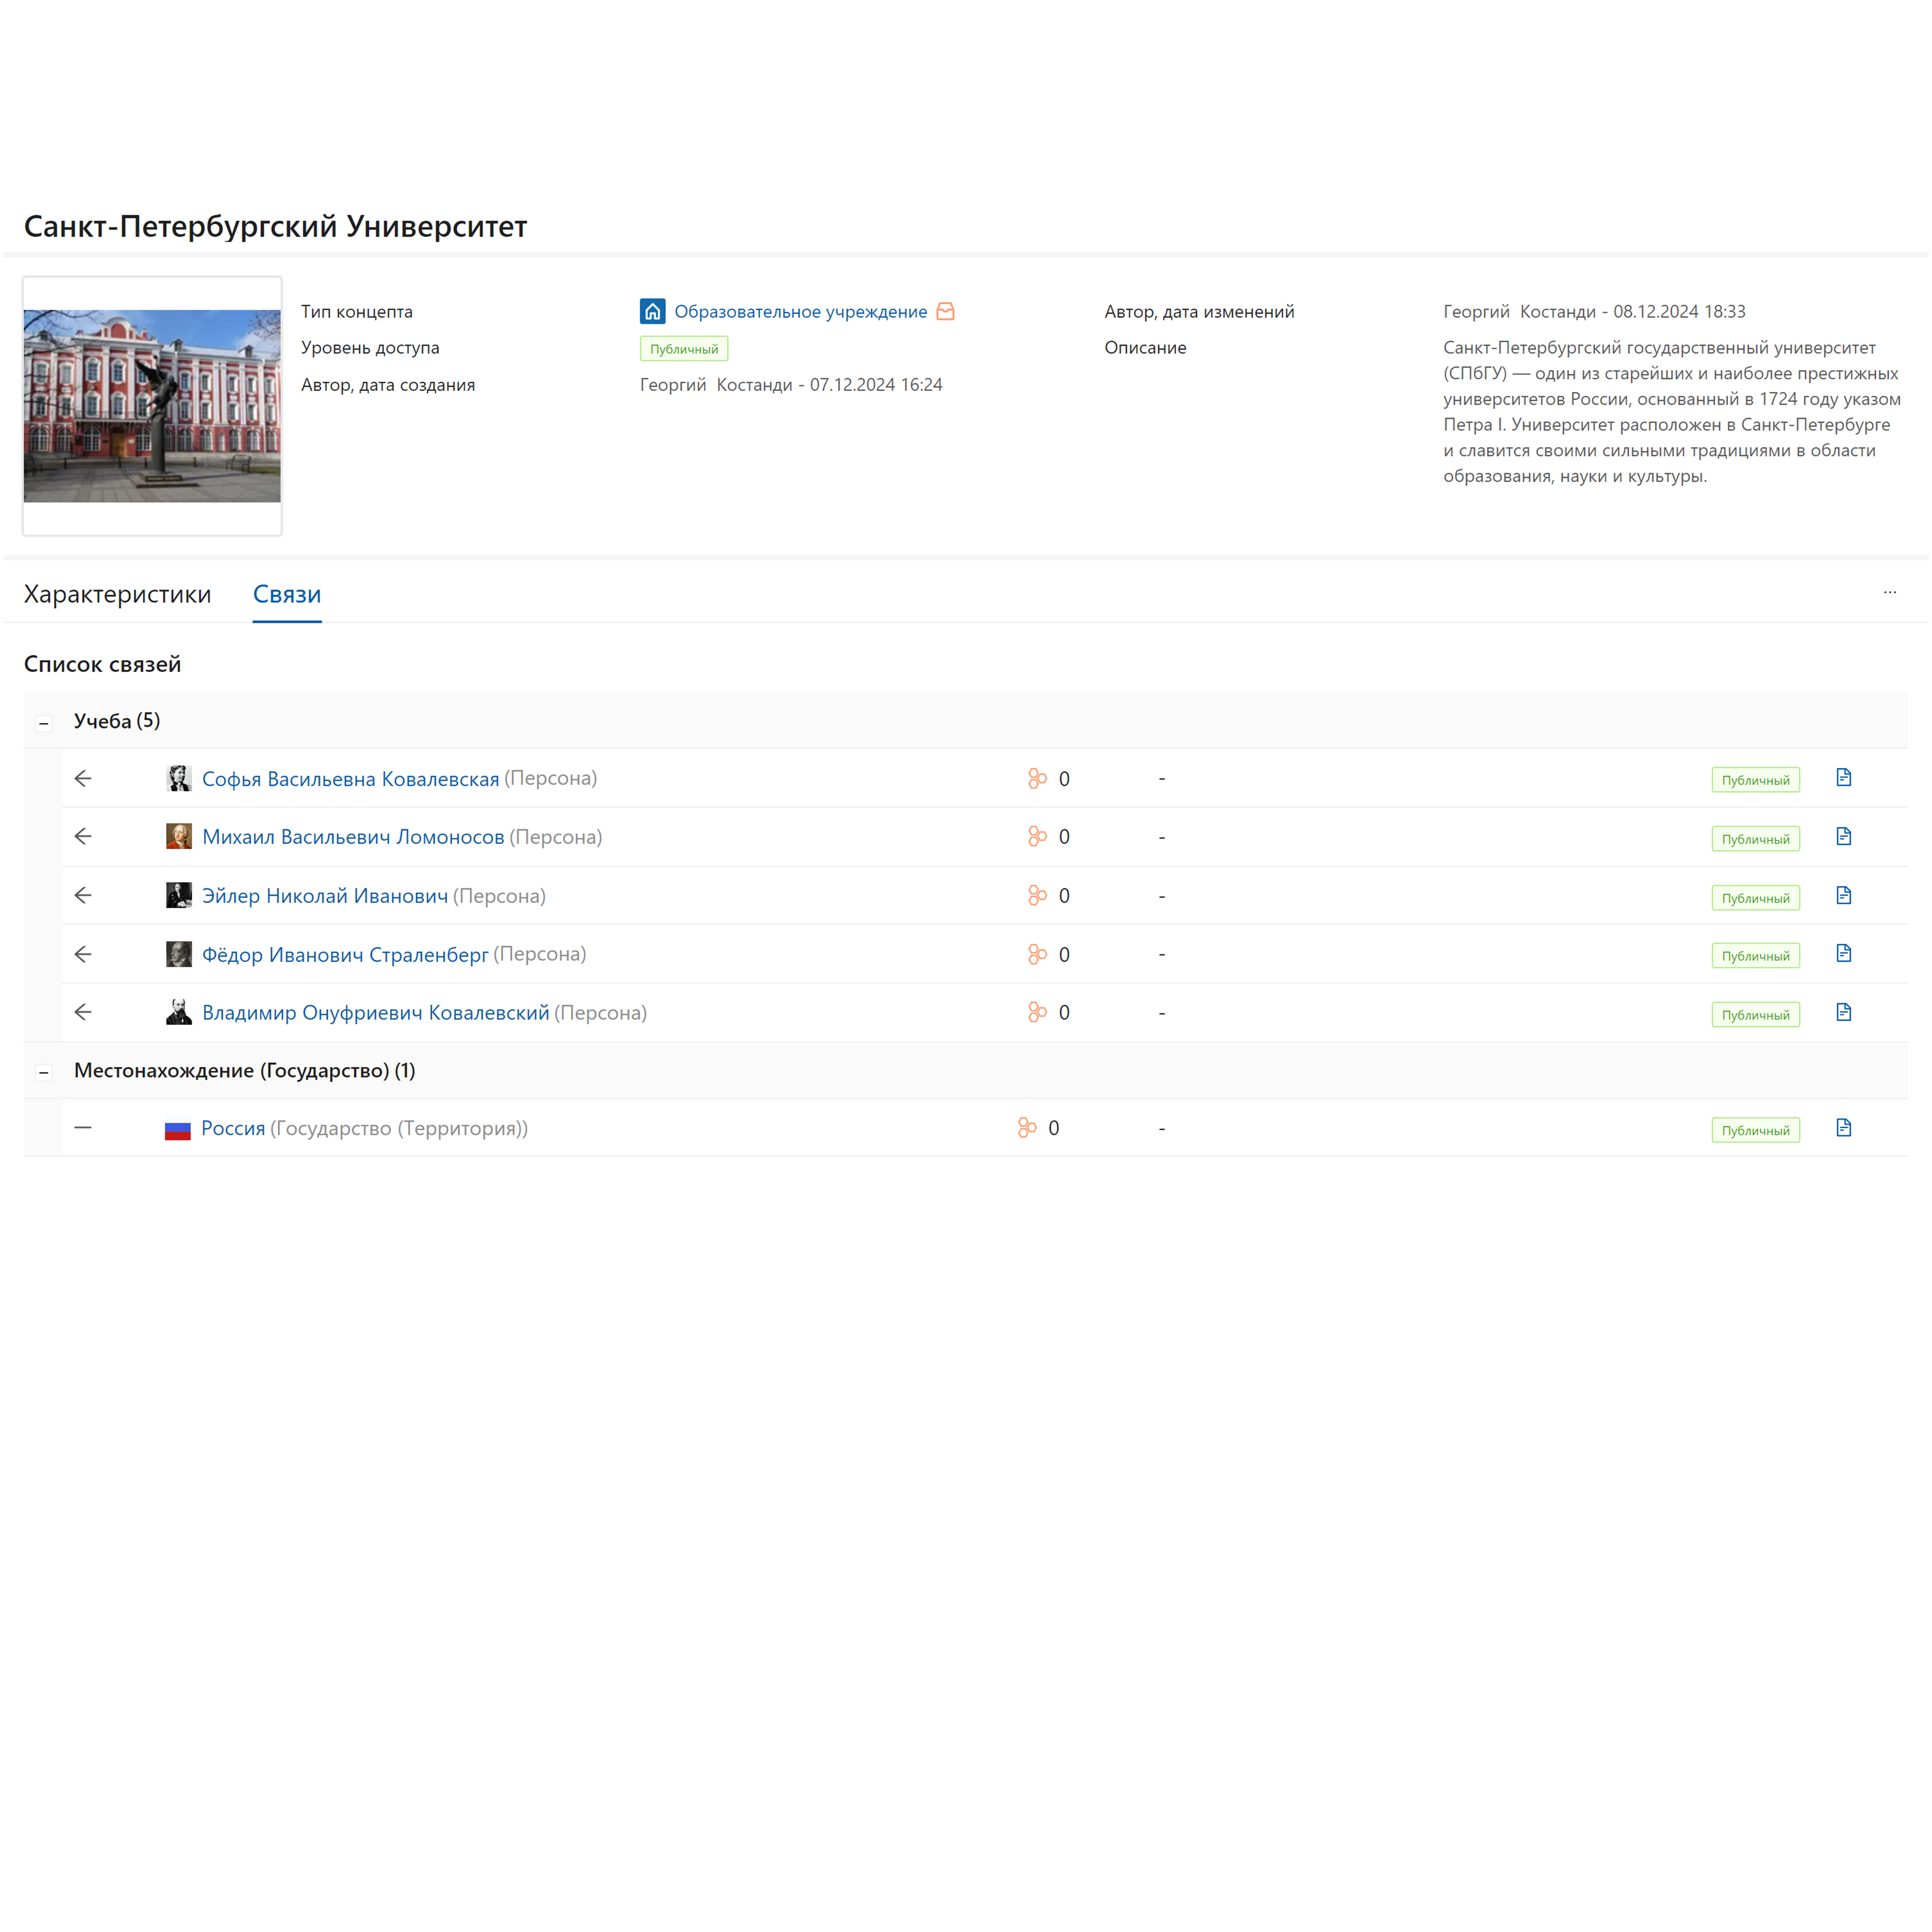 Санкт-Петербургский Университет
Тип концепта
Образовательное учреждение
Автор, дата изменений
Георгий Костанди - 08.12.2024 18:33
Уровень доступа
Публичный
Описание
Санкт-Петербургский государственный университет
(СПбГУ) — один из старейших и наиболее престижных
университетов России, основанный в 1724 году указом
Петра I. Университет расположен в Санкт-Петербурге
и славится своими сильными традициями в области
образования, науки и культуры.
Автор, дата создания
Георгий Костанди - 07.12.2024 16:24
Характеристики Связи ...
Список связей
Учеба (5)
Софья Васильевна Ковалевская (Персона) 0 - Публичный
Михаил Васильевич Ломоносов (Персона) 0 - Публичный
Эйлер Николай Иванович (Персона) 0 - Публичный
Фёдор Иванович Страленберг (Персона) 0 - Публичный
Владимир Онуфриевич Ковалевский (Персона) 0 - Публичный
Местонахождение (Государство) (1)
Россия (Государство (Территория)) 0 - Публичный